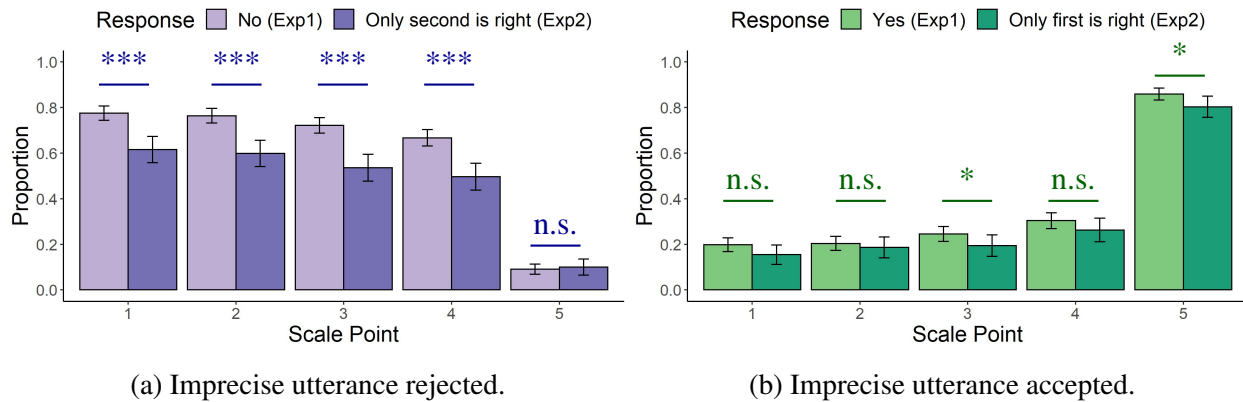 Response No (Exp1) Only second is right (Exp2)
1.0
0.8
0.6
0.4
0.2
0.0
Proportion
*** *** *** ***
n.s.
1 2 3 4 5
Scale Point
(a) Imprecise utterance rejected.
Response Yes (Exp1) Only first is right (Exp2)
1.0
0.8
0.6
0.4
0.2
0.0
Proportion
n.s. n.s. * n.s. *
1 2 3 4 5
Scale Point
(b) Imprecise utterance accepted.